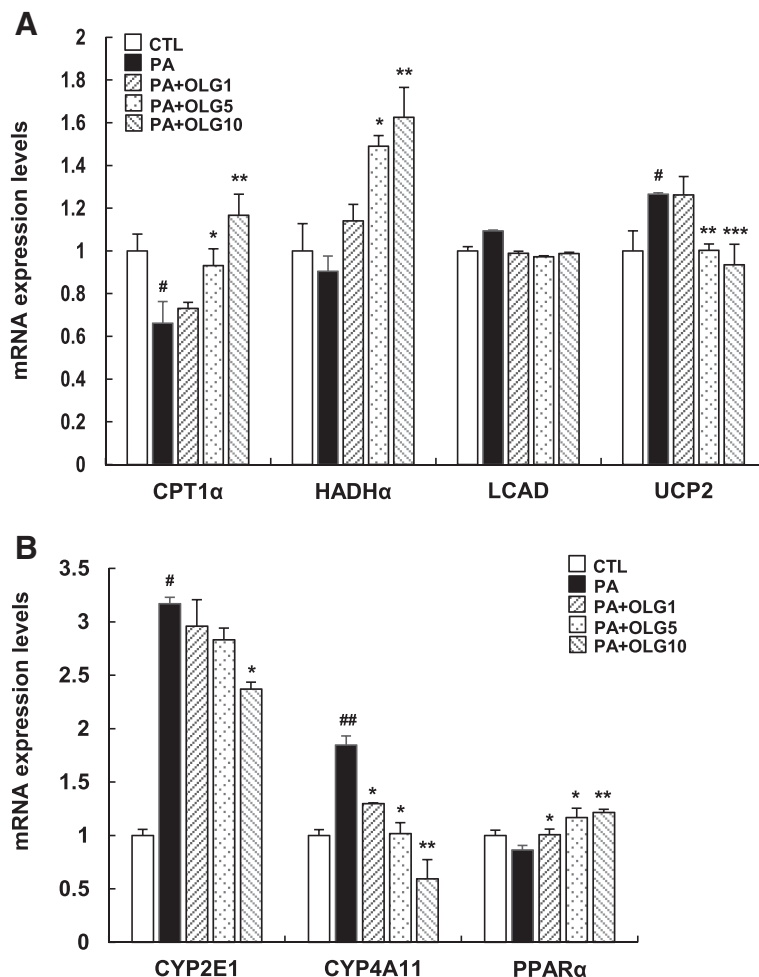 A
mRNA expression levels
2
1.8
1.6
1.4
1.2
1
0.8
0.6
0.4
0.2
0
CTL
PA
PA+OLG1
PA+OLG5
PA+OLG10
#
*
**
*
**
#
**
***
CPT1α HADHα LCAD UCP2
B
mRNA expression levels
3.5
3
2.5
2
1.5
1
0.5
0
CTL
PA
PA+OLG1
PA+OLG5
PA+OLG10
#
*
##
*
*
**
*
*
**
CYP2E1 CYP4A11 PPARα